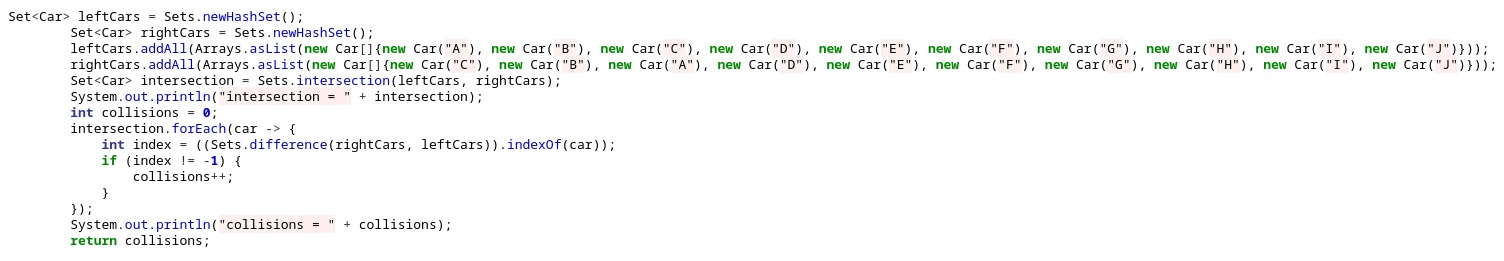 Set<Car> leftCars = Sets.newHashSet();
        Set<Car> rightCars = Sets.newHashSet();
        leftCars.addAll(Arrays.asList(new Car[]{new Car("A"), new Car("B"), new Car("C"), new Car("D"), new Car("E"), new Car("F"), new Car("G"), new Car("H"), new Car("I"), new Car("J")}));
        rightCars.addAll(Arrays.asList(new Car[]{new Car("C"), new Car("B"), new Car("A"), new Car("D"), new Car("E"), new Car("F"), new Car("G"), new Car("H"), new Car("I"), new Car("J")}));
        Set<Car> intersection = Sets.intersection(leftCars, rightCars);
        System.out.println("intersection = " + intersection);
        int collisions = 0;
        intersection.forEach(car -> {
            int index = ((Sets.difference(rightCars, leftCars)).indexOf(car));
            if (index != -1) {
                collisions++;
            }
        });
        System.out.println("collisions = " + collisions);
        return collisions;